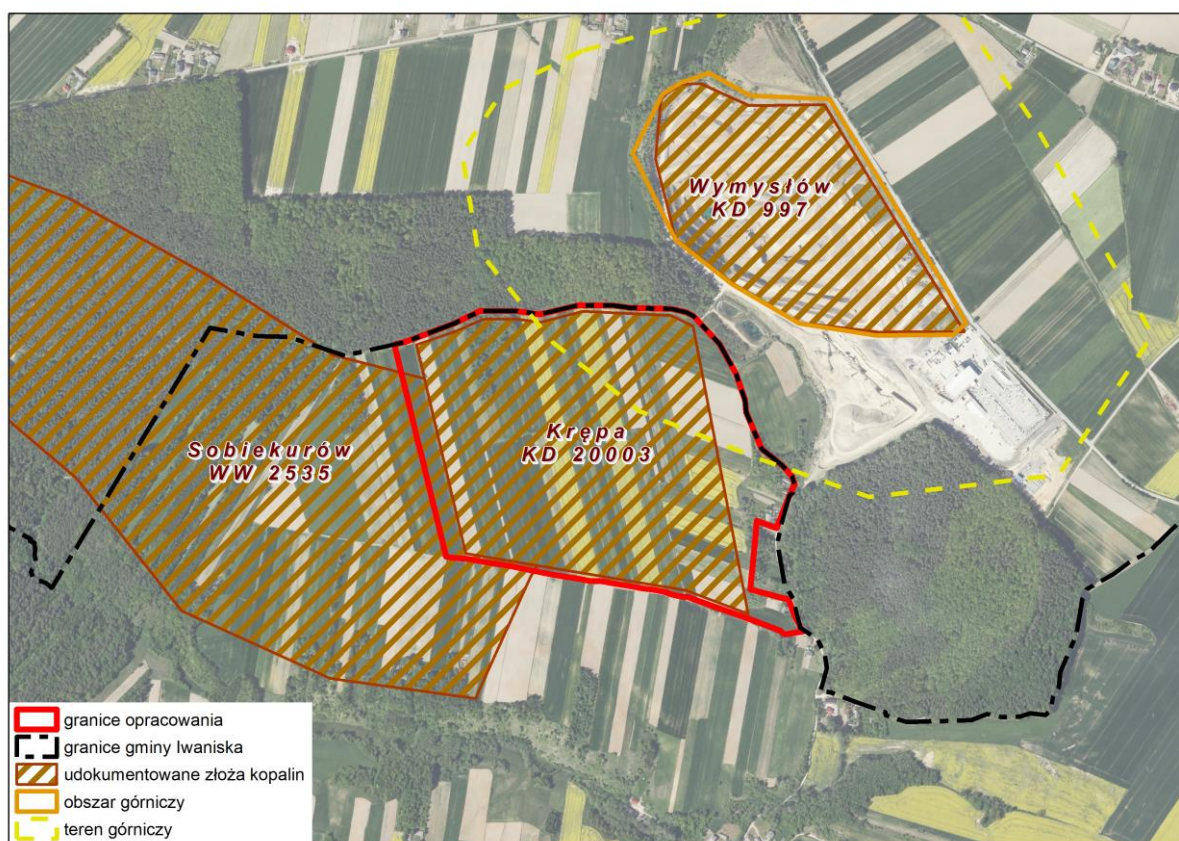 Wymysłów
KD 997
Krępa
KD 20003
Sobiekurów
WW 2535
granice opracowania
granice gminy Iwaniska
udokumentowane złoża kopalin
obszar górniczy
teren górniczy